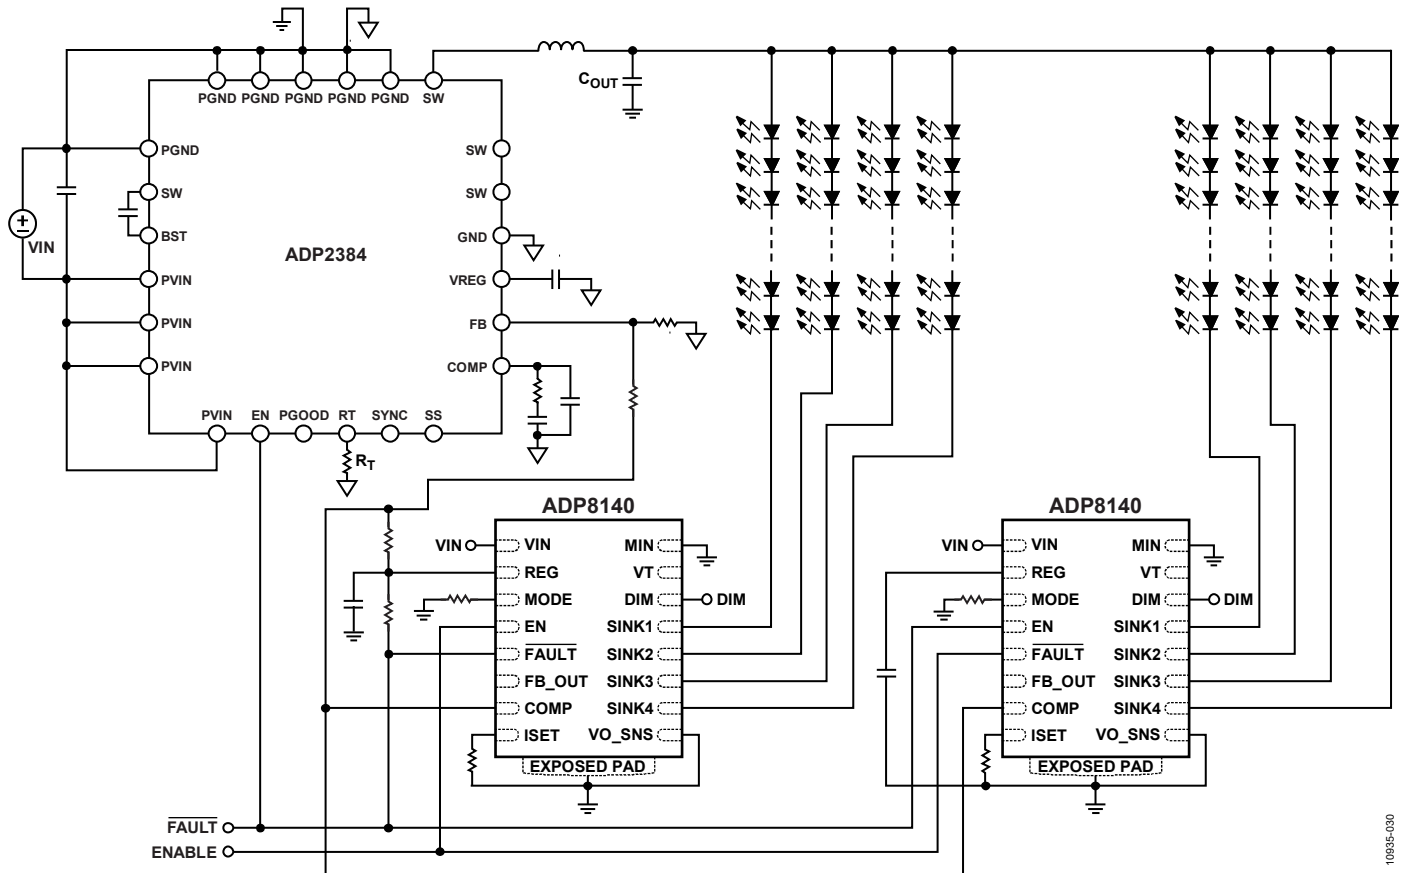 PGND PGND PGND PGND PGND SW
C_OUT
PGND
SW
BST
PVIN
PVIN
PVIN
VIN
ADP2384
SW
SW
GND
VREG
FB
COMP
PVIN EN PGOOD RT SYNC SS
R_T
ADP8140
VIN
VIN
REG
MODE
EN
FAULT
FB_OUT
COMP
ISET
MIN
VT
DIM
DIM
SINK1
SINK2
SINK3
SINK4
VO_SNS
EXPOSED PAD
ADP8140
VIN
VIN
REG
MODE
EN
FAULT
FB_OUT
COMP
ISET
MIN
VT
DIM
DIM
SINK1
SINK2
SINK3
SINK4
VO_SNS
EXPOSED PAD
FAULT
ENABLE
10935-030